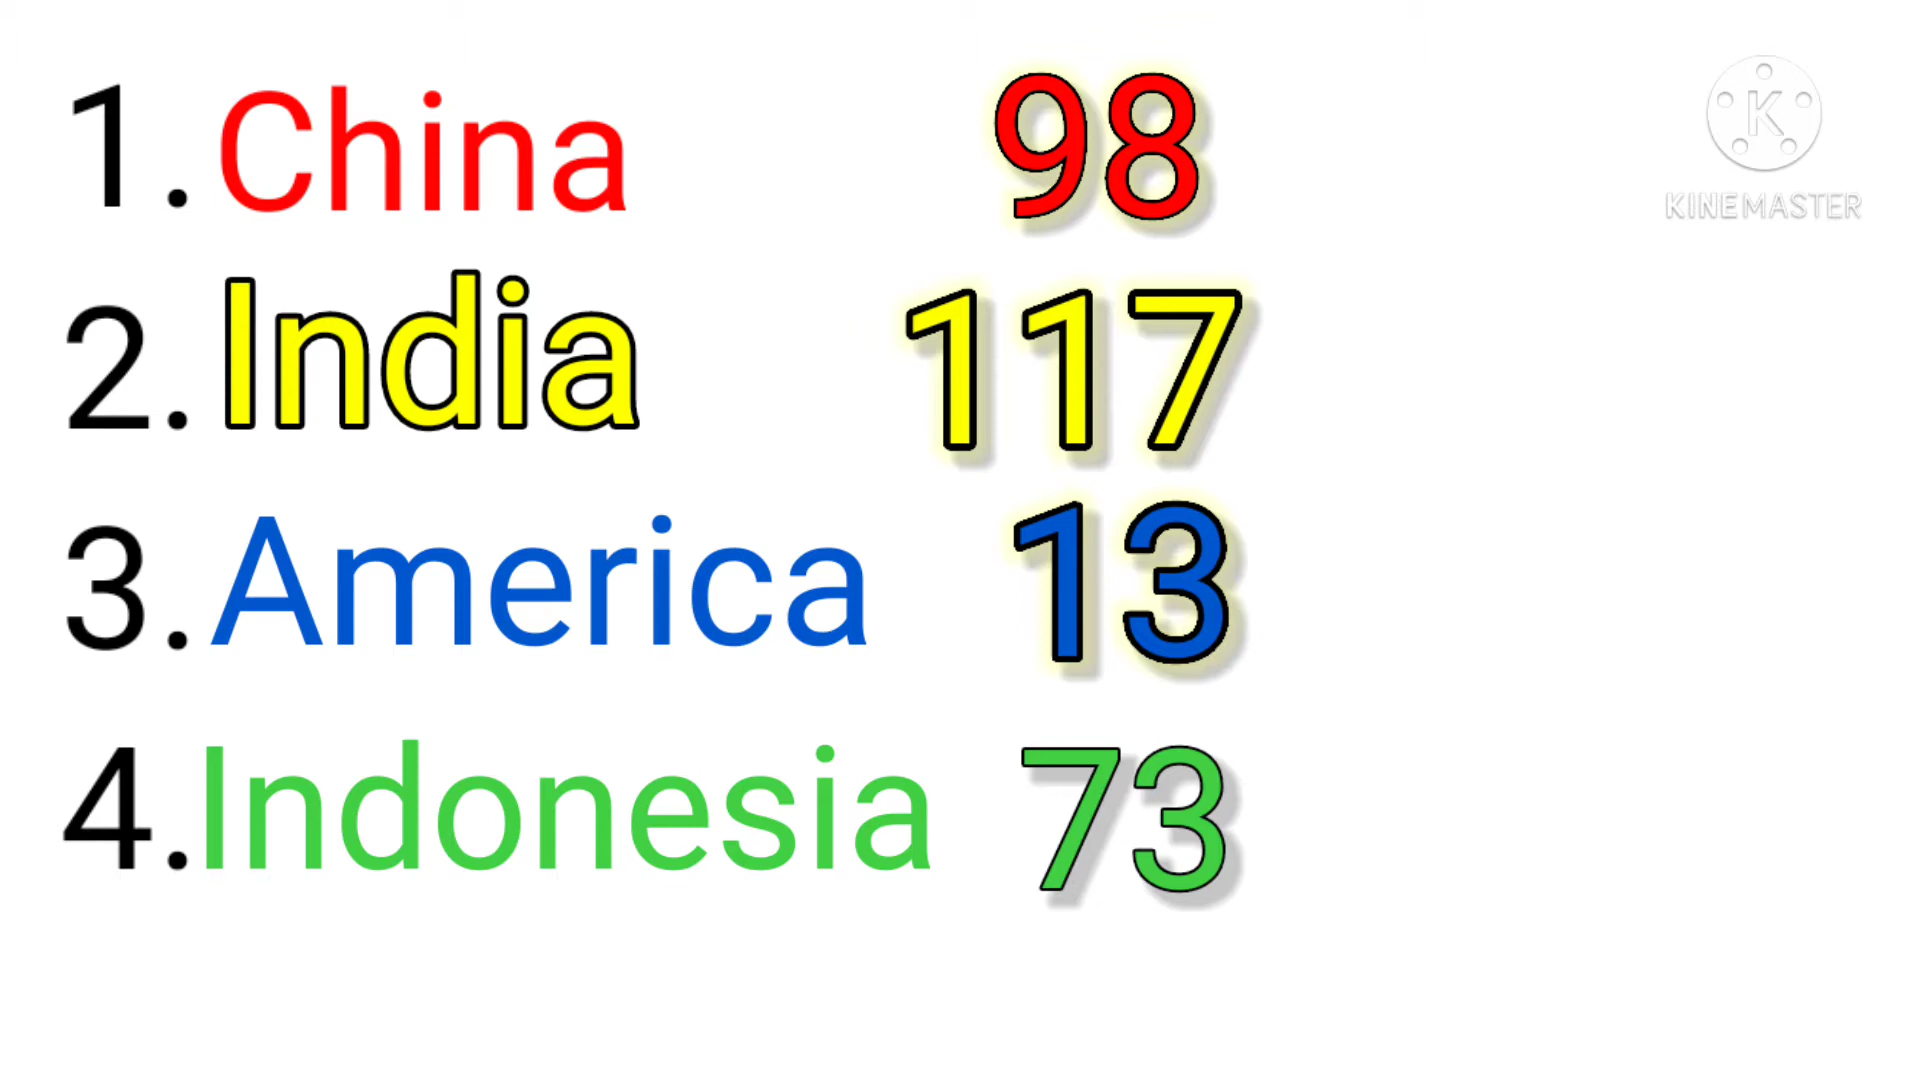 1. China 98
K
KINEMASTER
2. India 117
3. America 13
4. Indonesia 73